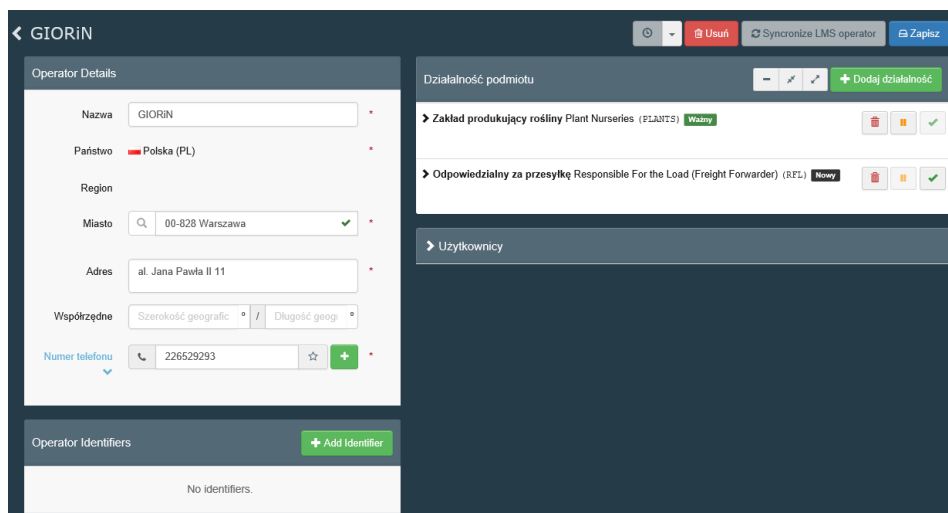 GIORiN
Usuń
Syncronize LMS operator
Zapisz
Operator Details
Nazwa
GIORiN
*
Państwo
Polska (PL)
*
Region
Miasto
00-828 Warszawa
*
Adres
al. Jana Pawła II 11
*
Współrzędne
Szerokość geografic
° / Długość geogr °
Numer telefonu
226529293
*
Operator Identifiers
Add Identifier
No identifiers.
Działalność podmiotu
Dodaj działalność
Zakład produkujący rośliny Plant Nurseries (PLANTS) Ważny
Odpowiedzialny za przesyłkę Responsible For the Load (Freight Forwarder) (RFL) Nowy
Użytkownicy